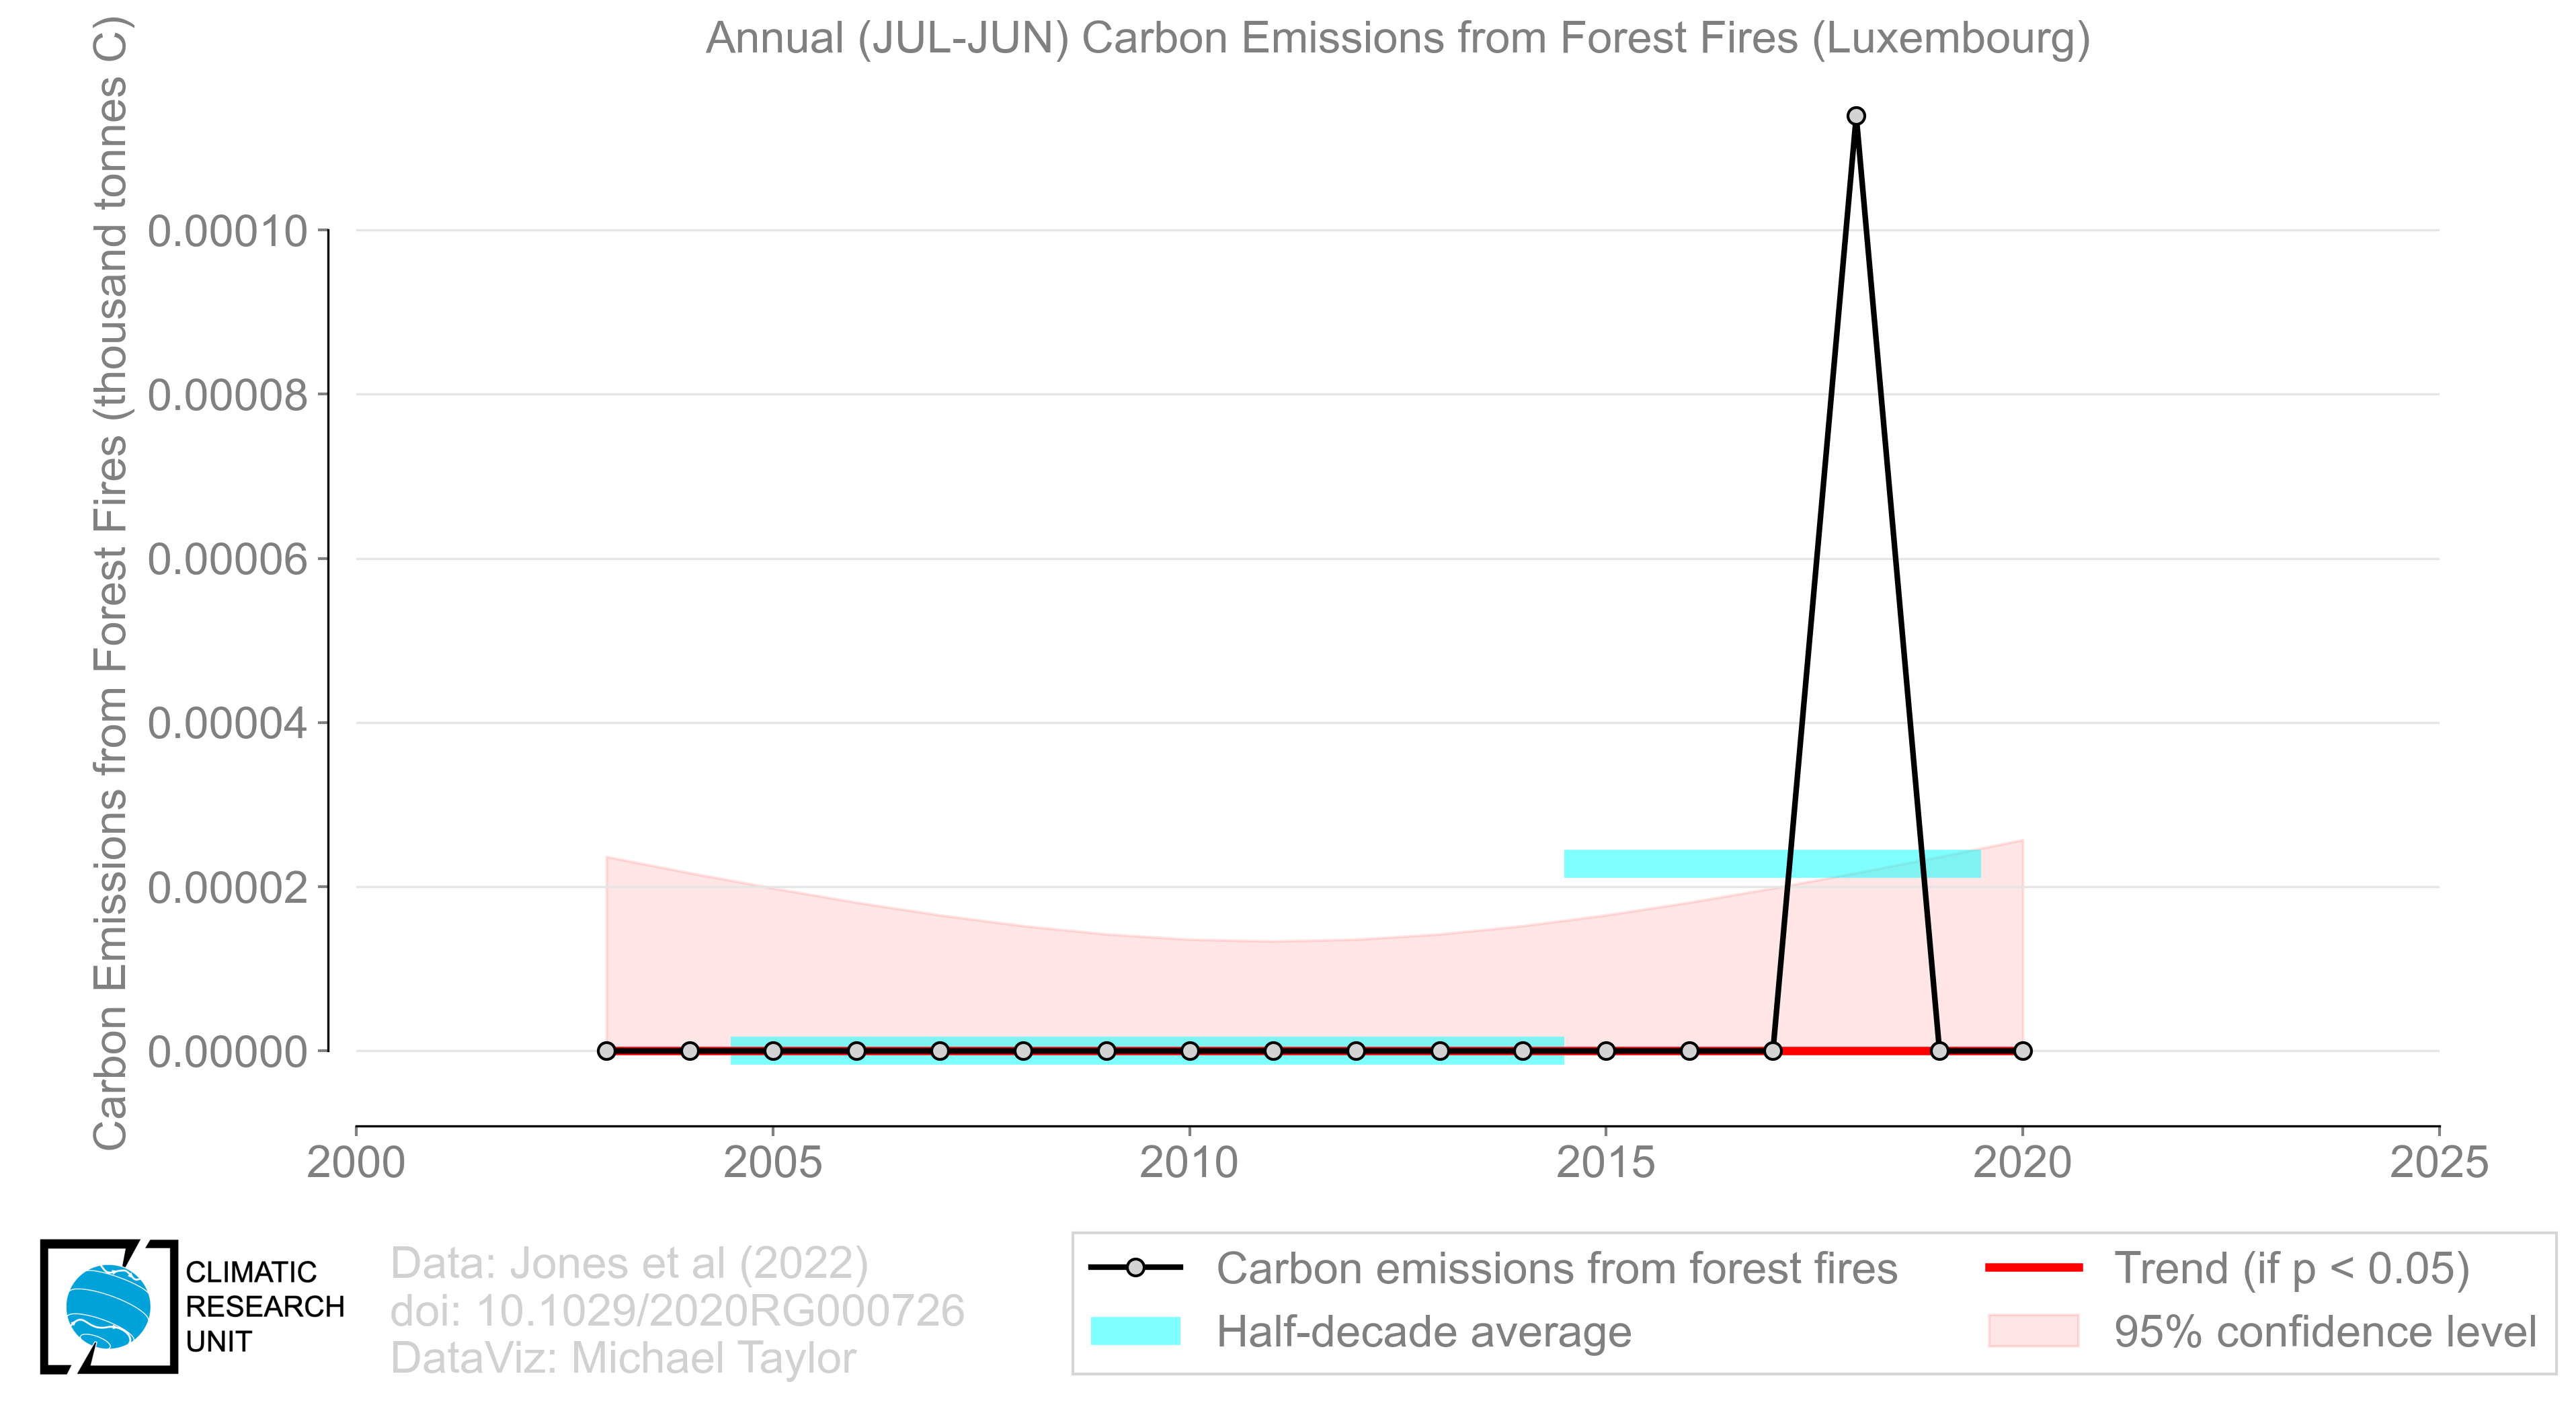 Annual (JUL-JUN) Carbon Emissions from Forest Fires (Luxembourg)
Carbon Emissions from Forest Fires (thousand tonnes C)
0.00010
0.00008
0.00006
0.00004
0.00002
0.00000
2000
2005
2010
2015
2020
2025
CLIMATIC
RESEARCH
UNIT
Data: Jones et al (2022)
doi: 10.1029/2020RG000726
DataViz: Michael Taylor
Carbon emissions from forest fires
Half-decade average
Trend (if p < 0.05)
95% confidence level